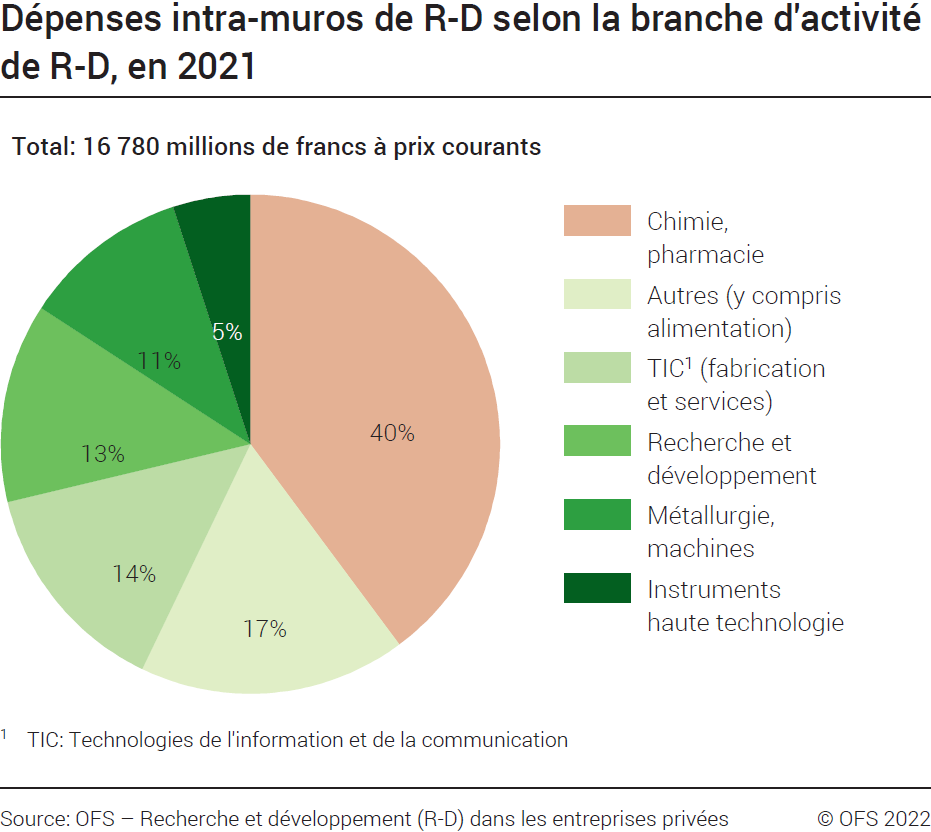 Dépenses intra-muros de R-D selon la branche d'activité
de R-D, en 2021
Total: 16 780 millions de francs à prix courants
5%
11%
40%
13%
14%
17%
Chimie,
pharmacie
Autres (y compris
alimentation)
TIC¹ (fabrication
et services)
Recherche et
développement
Métallurgie,
machines
Instruments
haute technologie
¹ TIC: Technologies de l'information et de la communication
Source: OFS – Recherche et développement (R-D) dans les entreprises privées © OFS 2022